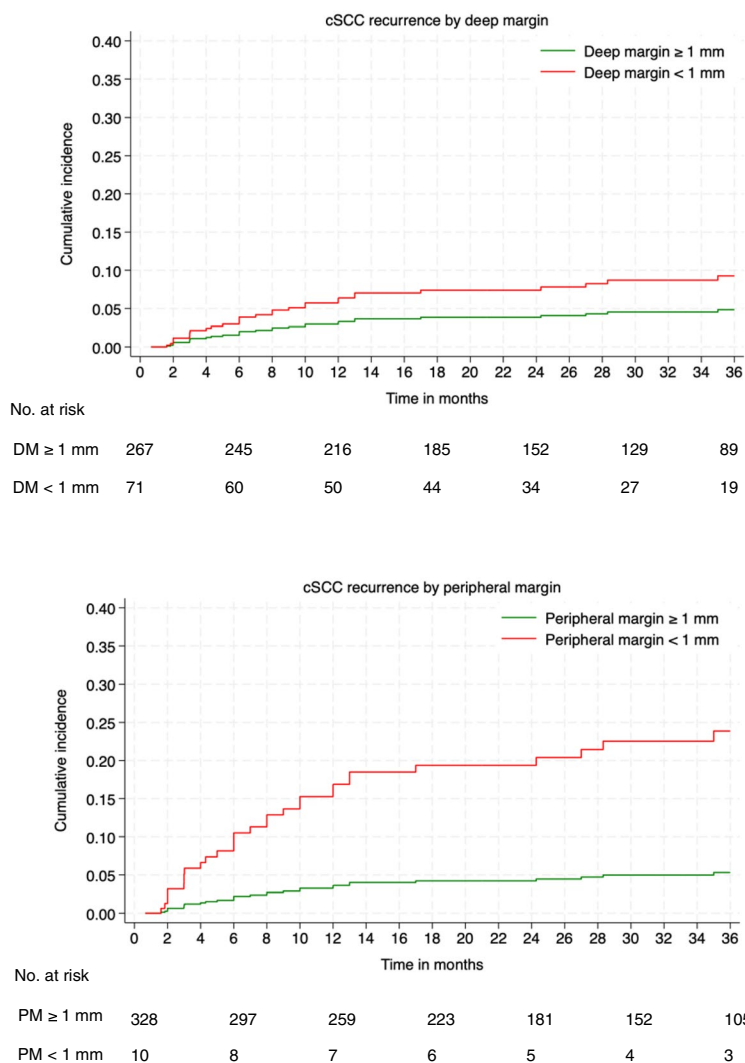 cSCC recurrence by deep margin
0.40
0.35
0.30
0.25
0.20
0.15
0.10
0.05
0.00
Cumulative incidence
Deep margin ≥ 1 mm
Deep margin < 1 mm
0 2 4 6 8 10 12 14 16 18 20 22 24 26 28 30 32 34 36
Time in months
No. at risk
DM ≥ 1 mm 267 245 216 185 152 129 89
DM < 1 mm 71 60 50 44 34 27 19
cSCC recurrence by peripheral margin
0.40
0.35
0.30
0.25
0.20
0.15
0.10
0.05
0.00
Cumulative incidence
Peripheral margin ≥ 1 mm
Peripheral margin < 1 mm
0 2 4 6 8 10 12 14 16 18 20 22 24 26 28 30 32 34 36
Time in months
No. at risk
PM ≥ 1 mm 328 297 259 223 181 152 105
PM < 1 mm 10 8 7 6 5 4 3